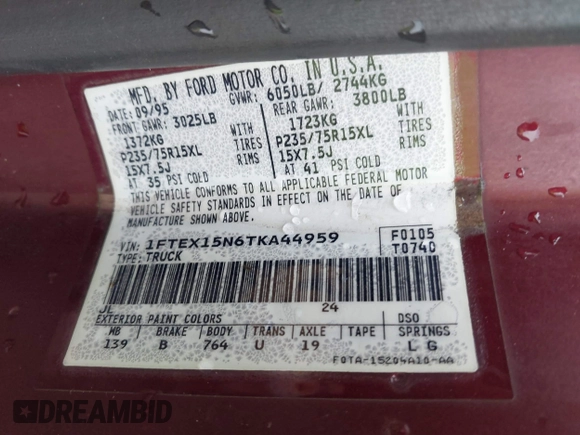 MFD. BY FORD MOTOR CO. IN U.S.A.
DATE: 09/95 GVWR: 6050LB/ 2744KG
FRONT GAWR: 3025LB REAR GAWR: 3800LB
1372KG WITH 1723KG WITH
P235/75R15XL TIRES P235/75R15XL TIRES
15X7.5J RIMS 15X7.5J RIMS
AT 35 PSI COLD AT 41 PSI COLD
THIS VEHICLE CONFORMS TO ALL APPLICABLE FEDERAL MOTOR
VEHICLE SAFETY STANDARDS IN EFFECT ON THE DATE OF
MANUFACTURE SHOWN ABOVE.
VIN: 1FTEX15N6TKA44959 F0105
TYPE: TRUCK T0740
JL 24
EXTERIOR PAINT COLORS DSO
WB BRAKE BODY TRANS AXLE TAPE SPRINGS
139 B 764 U 19 L G
F0TA-15204A10-AA
DREAMBID